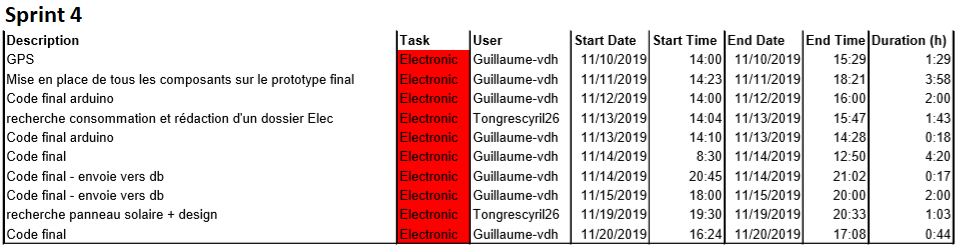 Sprint 4
Description Task User Start Date Start Time End Date End Time Duration (h)
GPS Electronic Guillaume-vdh 11/10/2019 14:00 11/10/2019 15:29 1:29
Mise en place de tous les composants sur le prototype final Electronic Guillaume-vdh 11/11/2019 14:23 11/11/2019 18:21 3:58
Code final arduino Electronic Guillaume-vdh 11/12/2019 14:00 11/12/2019 16:00 2:00
recherche consommation et rédaction d'un dossier Elec Electronic Tongrescyril26 11/13/2019 14:04 11/13/2019 15:47 1:43
Code final arduino Electronic Guillaume-vdh 11/13/2019 14:10 11/13/2019 14:28 0:18
Code final Electronic Guillaume-vdh 11/14/2019 8:30 11/14/2019 12:50 4:20
Code final - envoie vers db Electronic Guillaume-vdh 11/14/2019 20:45 11/14/2019 21:02 0:17
Code final - envoie vers db Electronic Guillaume-vdh 11/15/2019 18:00 11/15/2019 20:00 2:00
recherche panneau solaire + design Electronic Tongrescyril26 11/19/2019 19:30 11/19/2019 20:33 1:03
Code final Electronic Guillaume-vdh 11/20/2019 16:24 11/20/2019 17:08 0:44